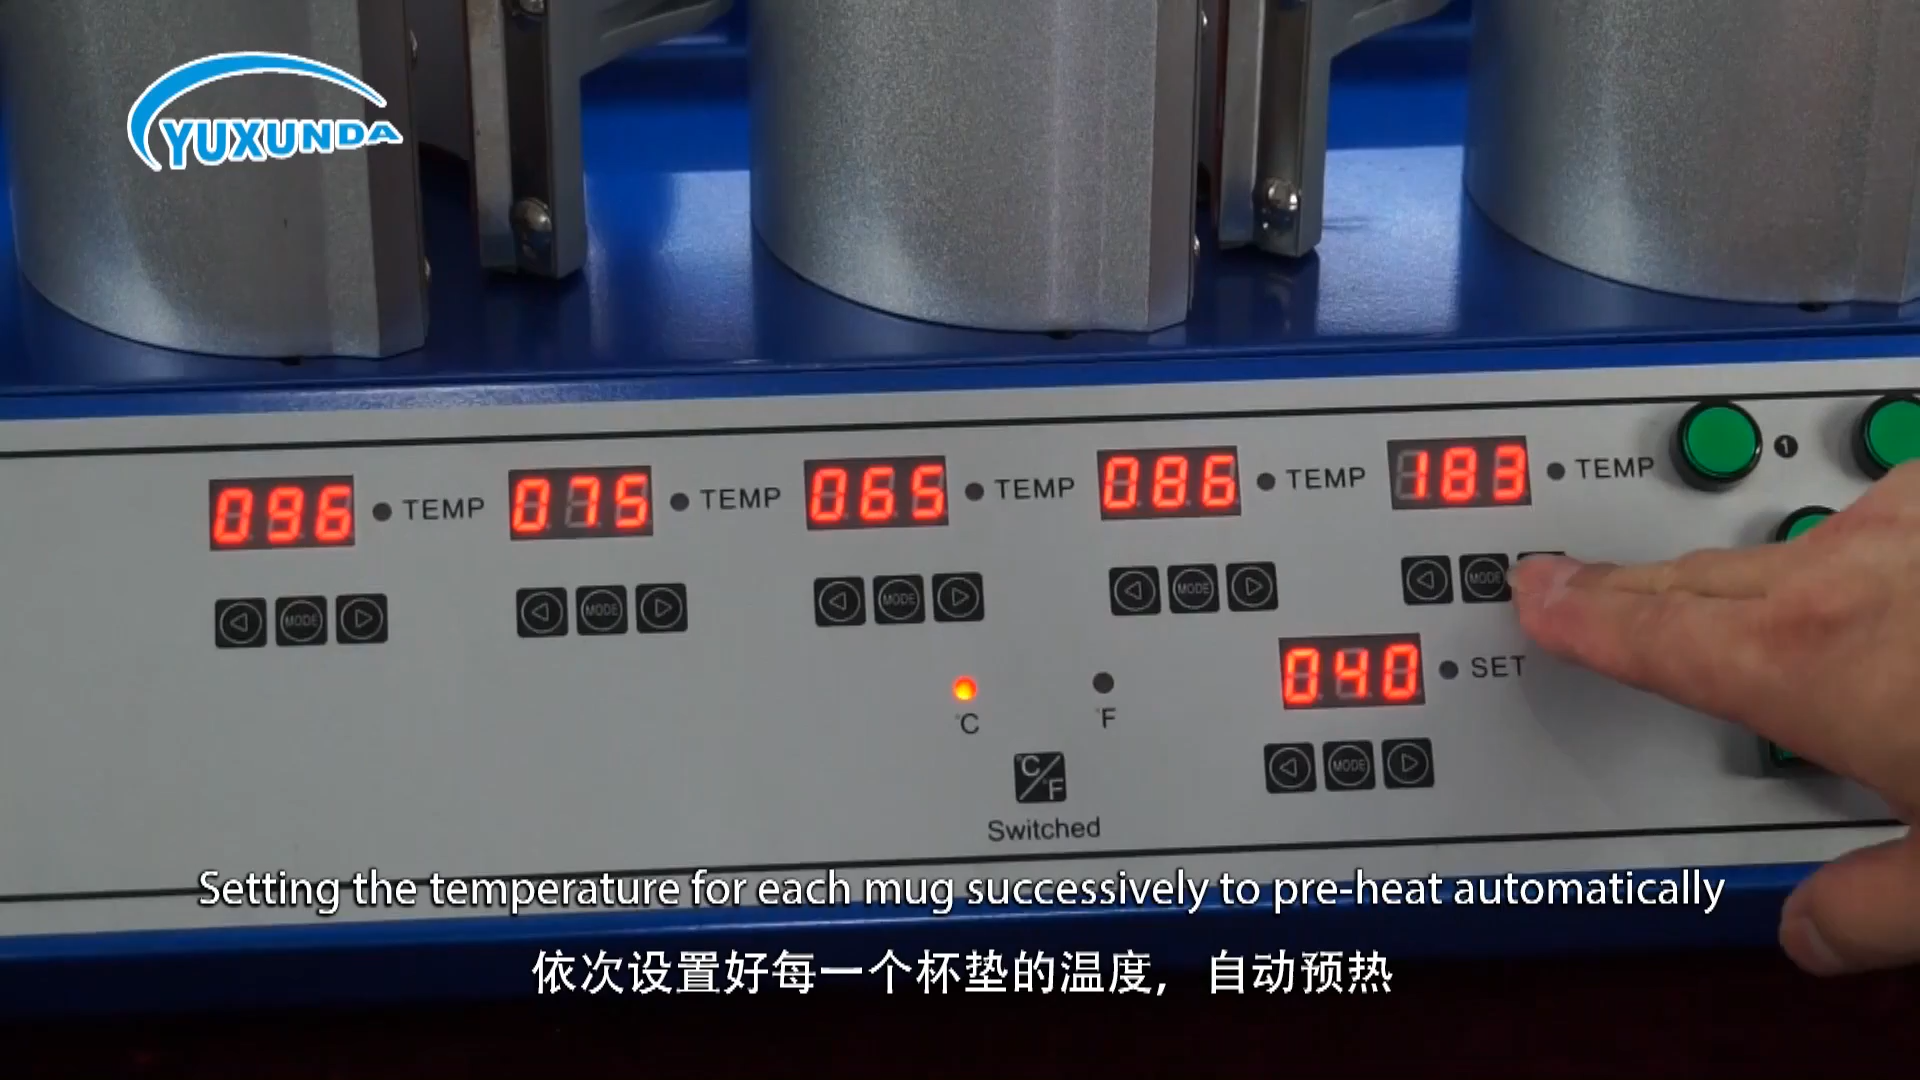 YUXUNDA
096 TEMP 075 TEMP 065 TEMP 086 TEMP 183 TEMP 1
MODE MODE MODE MODE MODE
040 SET
°C °F
MODE
°C/°F
Switched
Setting the temperature for each mug successively to pre-heat automatically
依次设置好每一个杯垫的温度，自动预热